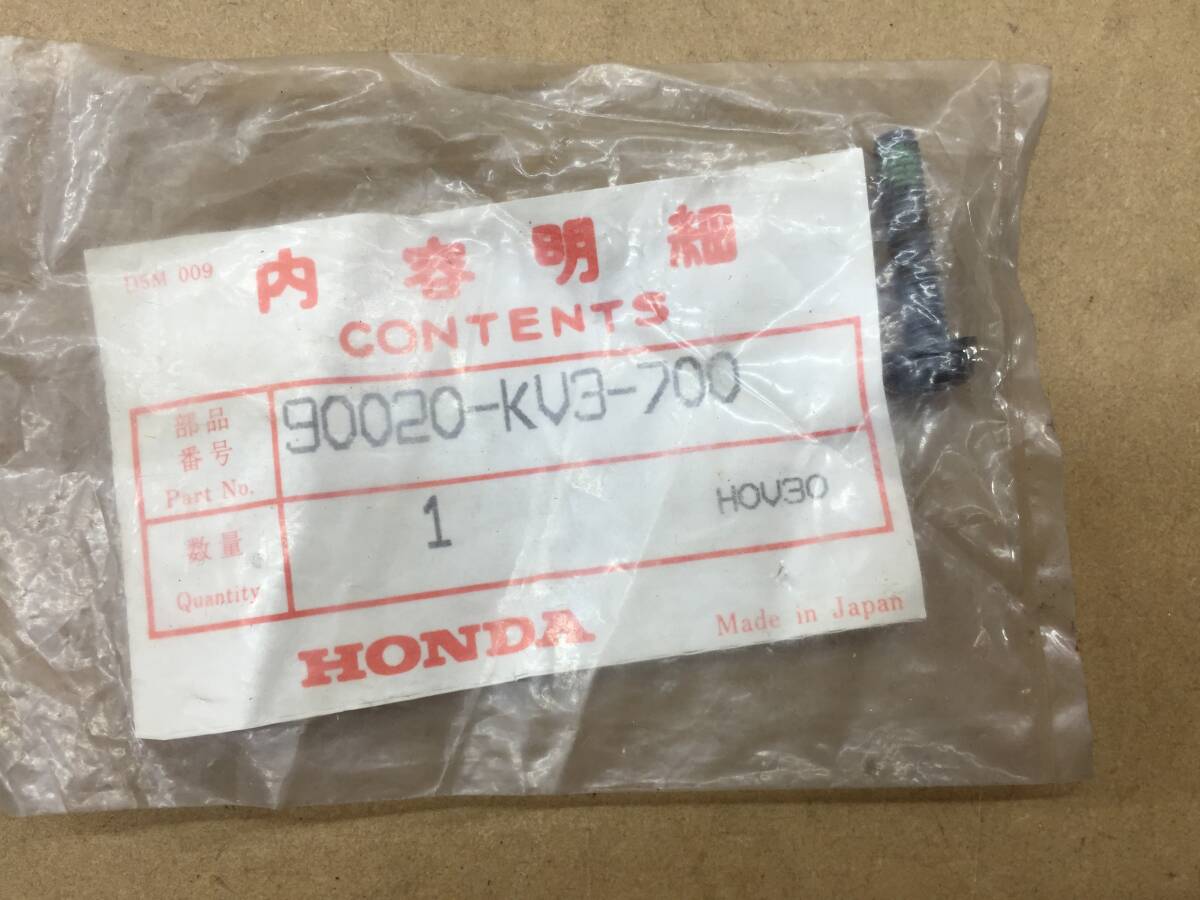 DSM 009
内容明細
CONTENTS
部品
番号
Part No.
90020-KV3-700
数量
Quantity
1
H0V30
HONDA
Made in Japan